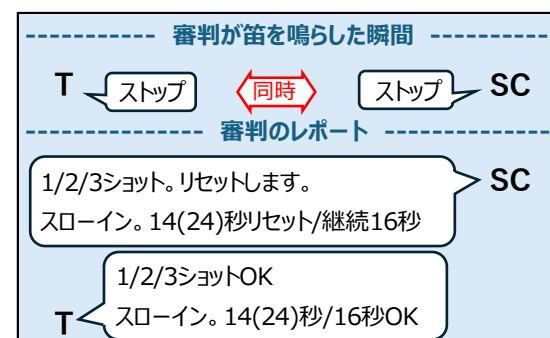 ----------- 審判が笛を鳴らした瞬間 ----------
T ストップ 同時 ストップ SC
--------------- 審判のレポート --------------
1/2/3ショット。リセットします。 SC
スローイン。14(24)秒リセット/継続16秒
1/2/3ショットOK
T スローイン。14(24)秒/16秒OK